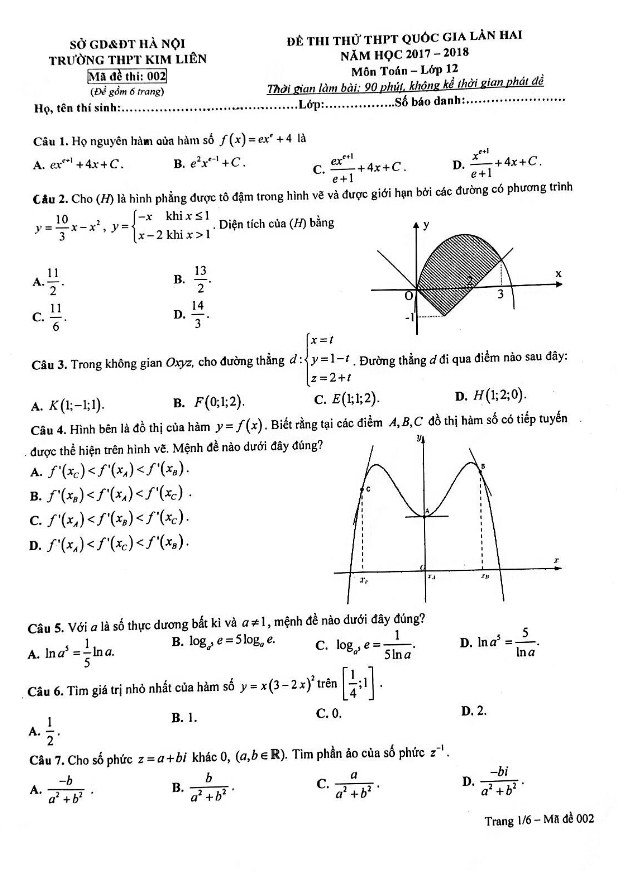 SỞ GD&ĐT HÀ NỘI
TRƯỜNG THPT KIM LIÊN
Mã đề thi: 002
(Đề gồm 6 trang)
ĐỀ THI THỬ THPT QUỐC GIA LẦN HAI
NĂM HỌC 2017 – 2018
Môn Toán – Lớp 12
Thời gian làm bài: 90 phút, không kể thời gian phát đề
Họ, tên thí sinh:....................Lớp:....................Số báo danh:....................
Câu 1. Họ nguyên hàm của hàm số f(x) = ex^e + 4 là
A. ex^{e+1} + 4x + C. B. e^2x^{e-1} + C. C. \frac{ex^{e+1}}{e+1} + 4x + C. D. \frac{x^{e+1}}{e+1} + 4x + C.
Câu 2. Cho (H) là hình phẳng được tô đậm trong hình vẽ và được giới hạn bởi các đường có phương trình
y = \frac{10}{3}x - x^2, y = \begin{cases} -x & khi x ≤ 1 \\ x - 2 & khi x > 1 \end{cases}. Diện tích của (H) bằng
A. \frac{11}{2}. B. \frac{13}{2}.
C. \frac{11}{6}. D. \frac{14}{3}.
y
x
O
2
3
-1
Câu 3. Trong không gian Oxyz, cho đường thẳng d: \begin{cases} x = t \\ y = 1 - t \\ z = 2 + t \end{cases}. Đường thẳng d đi qua điểm nào sau đây:
A. K(1;-1;1). B. F(0;1;2). C. E(1;1;2). D. H(1;2;0).
Câu 4. Hình bên là đồ thị của hàm y = f(x). Biết rằng tại các điểm A, B, C đồ thị hàm số có tiếp tuyến
được thể hiện trên hình vẽ. Mệnh đề nào dưới đây đúng?
A. f'(x_C) < f'(x_A) < f'(x_B).
B. f'(x_B) < f'(x_A) < f'(x_C).
C. f'(x_A) < f'(x_B) < f'(x_C).
D. f'(x_A) < f'(x_C) < f'(x_B).
y
C
A
B
O
x
x_C
x_A
x_B
Câu 5. Với a là số thực dương bất kì và a ≠ 1, mệnh đề nào dưới đây đúng?
A. ln a^5 = \frac{1}{5} ln a. B. log_{a^5} e = 5 log_a e. C. log_{a^5} e = \frac{1}{5 ln a}. D. ln a^5 = \frac{5}{ln a}.
Câu 6. Tìm giá trị nhỏ nhất của hàm số y = x(3 - 2x)^2 trên [\frac{1}{4};1].
A. \frac{1}{2}. B. 1. C. 0. D. 2.
Câu 7. Cho số phức z = a + bi khác 0, (a, b ∈ ℝ). Tìm phần ảo của số phức z^{-1}.
A. \frac{-b}{a^2 + b^2}. B. \frac{b}{a^2 + b^2}. C. \frac{a}{a^2 + b^2}. D. \frac{-bi}{a^2 + b^2}.
Trang 1/6 – Mã đề 002